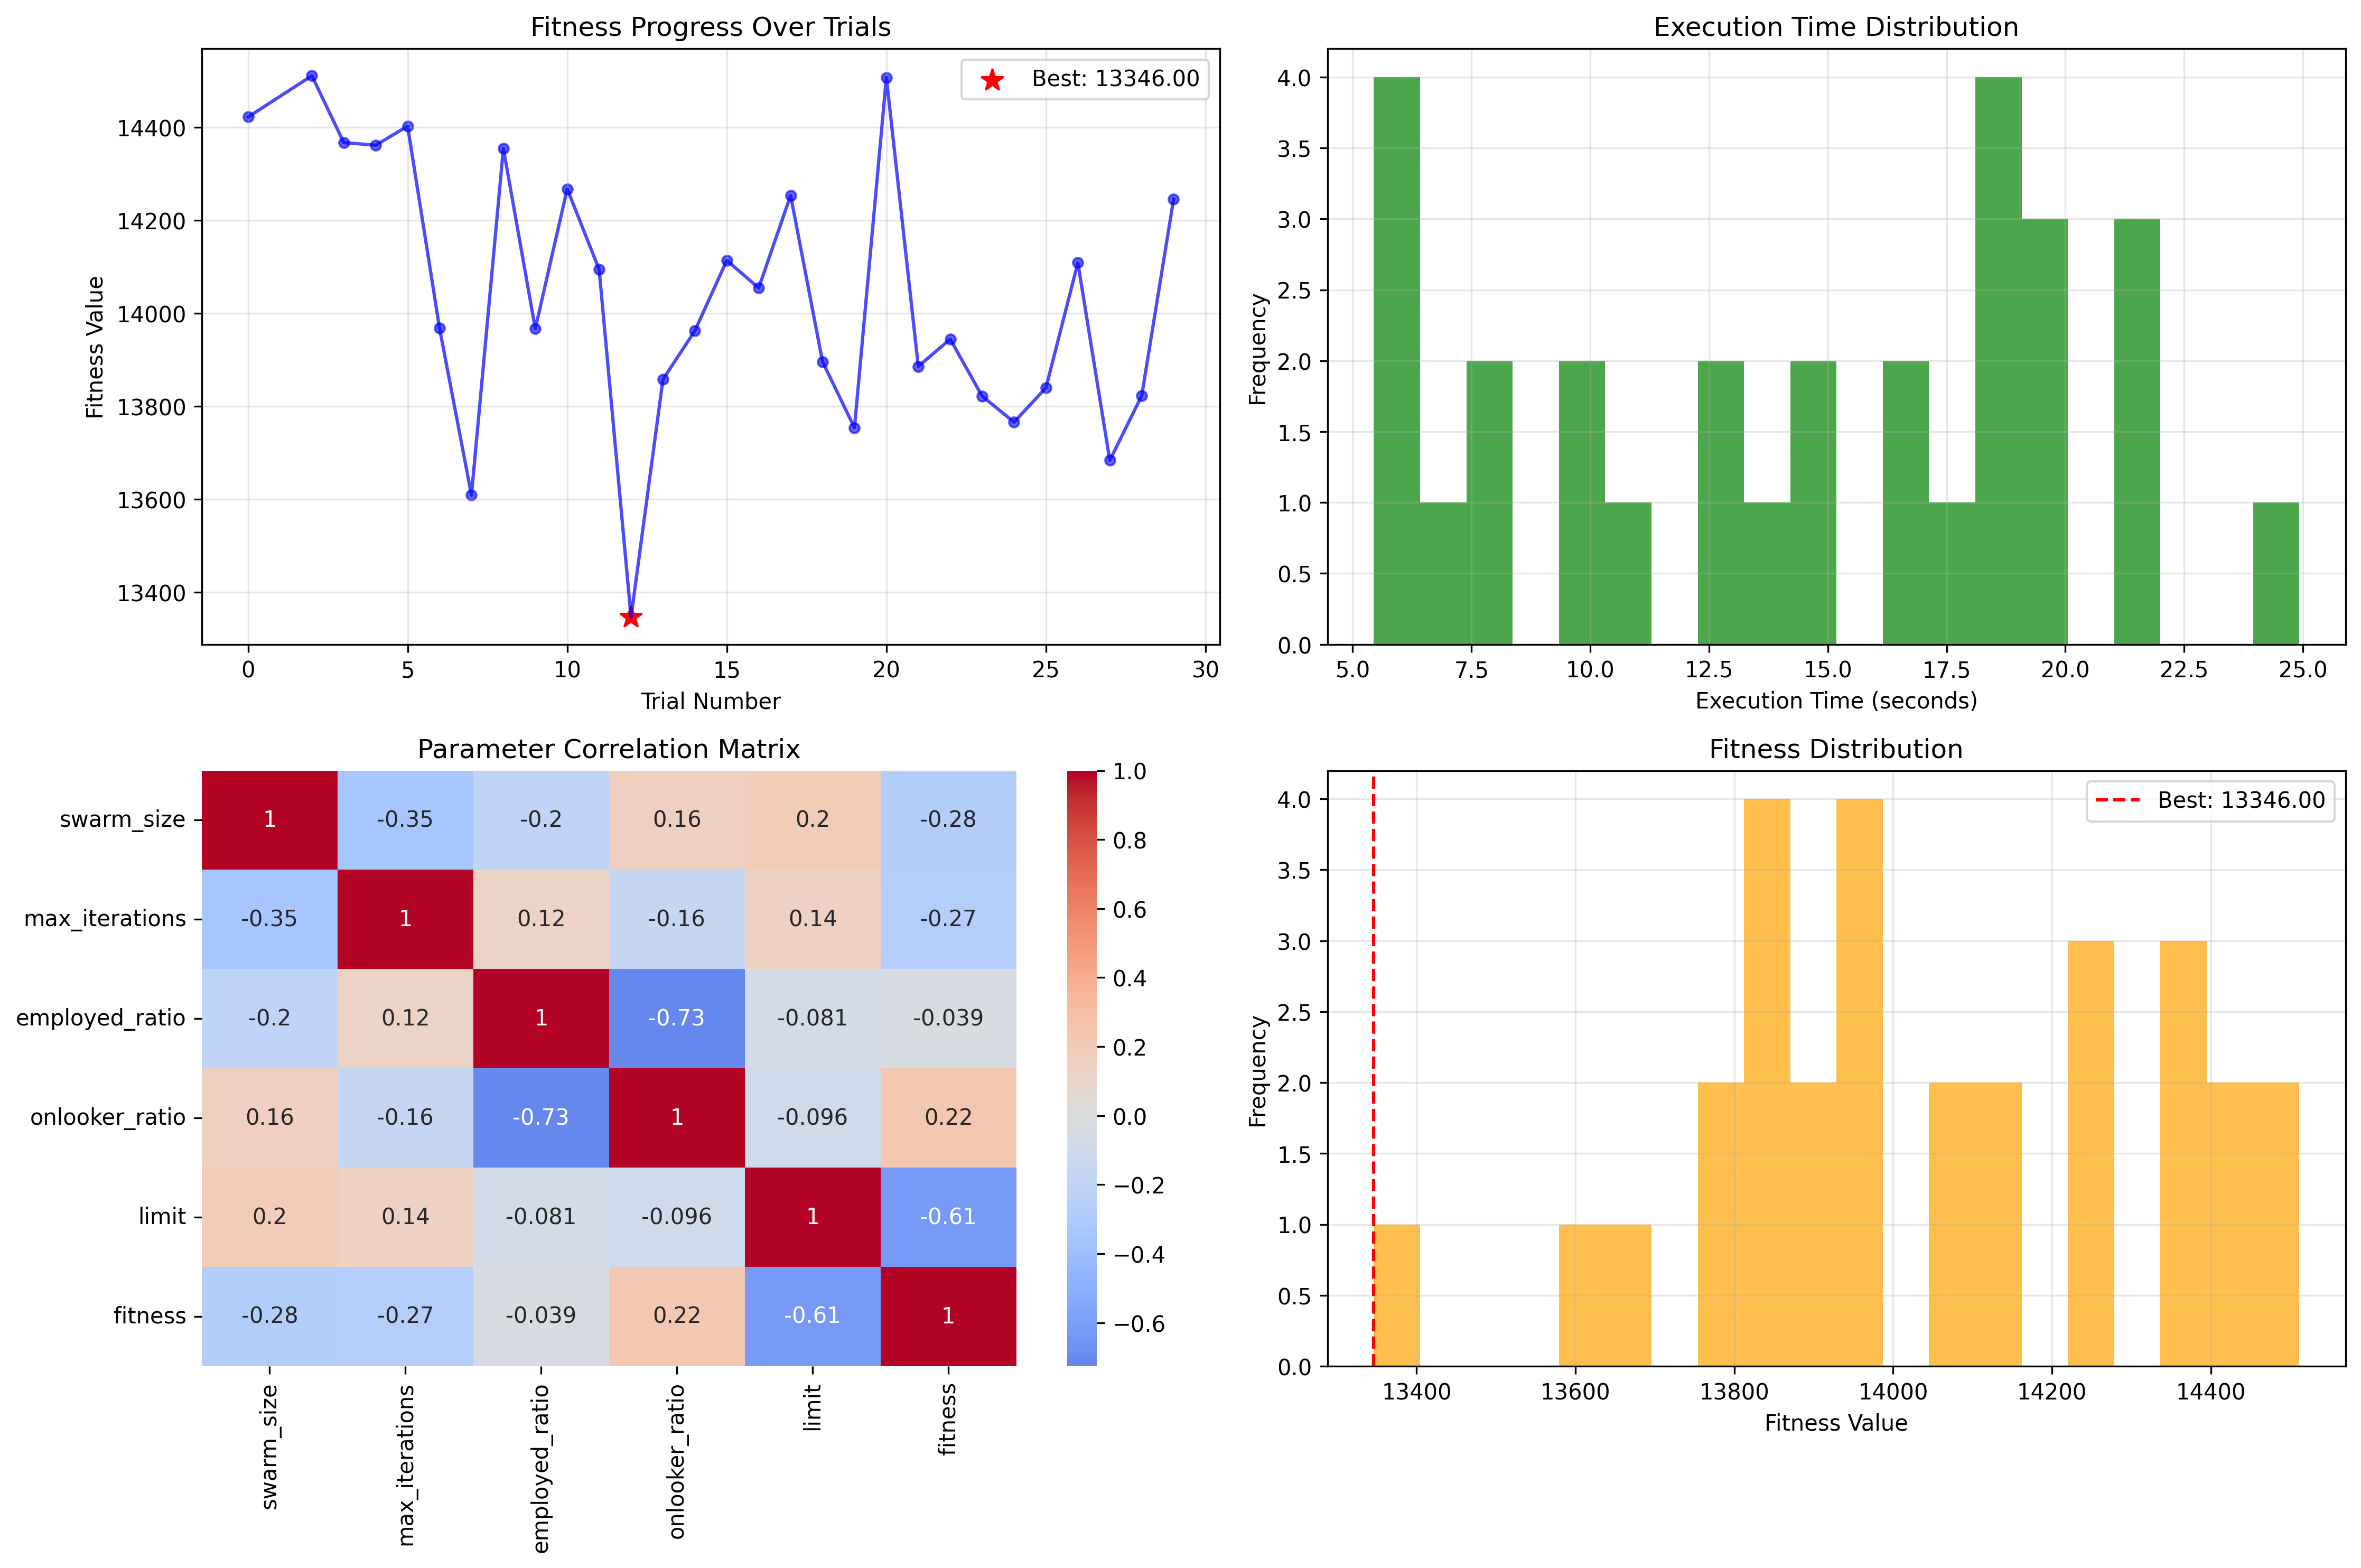 Fitness Progress Over Trials
Best: 13346.00
14400
14200
14000
13800
13600
13400
Fitness Value
0 5 10 15 20 25 30
Trial Number
Execution Time Distribution
4.0
3.5
3.0
2.5
2.0
1.5
1.0
0.5
0.0
Frequency
5.0 7.5 10.0 12.5 15.0 17.5 20.0 22.5 25.0
Execution Time (seconds)
Parameter Correlation Matrix
swarm_size 1 -0.35 -0.2 0.16 0.2 -0.28
max_iterations -0.35 1 0.12 -0.16 0.14 -0.27
employed_ratio -0.2 0.12 1 -0.73 -0.081 -0.039
onlooker_ratio 0.16 -0.16 -0.73 1 -0.096 0.22
limit 0.2 0.14 -0.081 -0.096 1 -0.61
fitness -0.28 -0.27 -0.039 0.22 -0.61 1
swarm_size
max_iterations
employed_ratio
onlooker_ratio
limit
fitness
1.0
0.8
0.6
0.4
0.2
0.0
−0.2
−0.4
−0.6
Fitness Distribution
Best: 13346.00
4.0
3.5
3.0
2.5
2.0
1.5
1.0
0.5
0.0
Frequency
13400 13600 13800 14000 14200 14400
Fitness Value